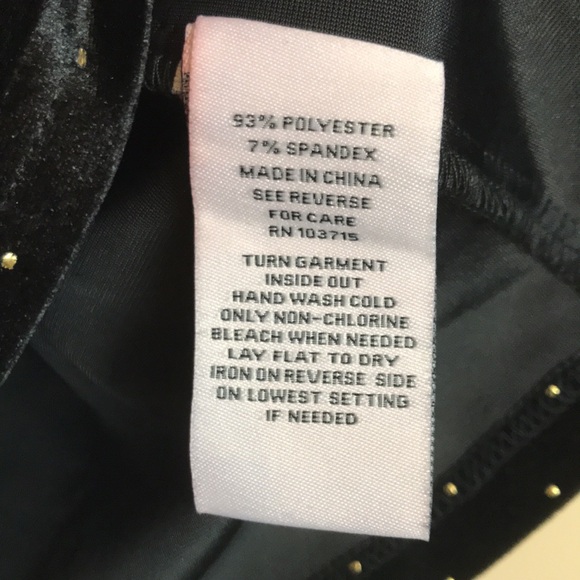 93% POLYESTER
7% SPANDEX
MADE IN CHINA
SEE REVERSE
FOR CARE
RN 103715
TURN GARMENT
INSIDE OUT
HAND WASH COLD
ONLY NON-CHLORINE
BLEACH WHEN NEEDED
LAY FLAT TO DRY
IRON ON REVERSE SIDE
ON LOWEST SETTING
IF NEEDED